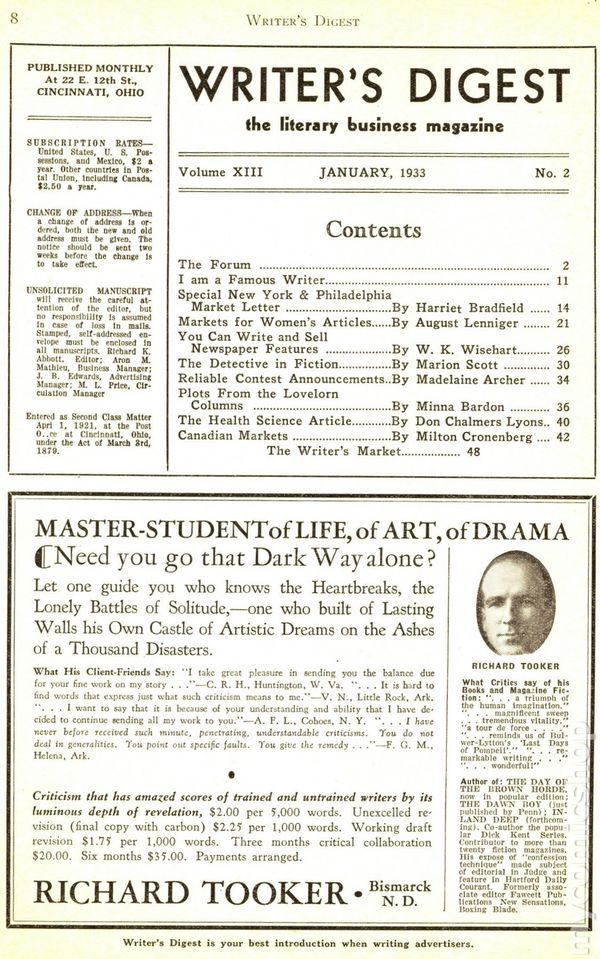 8
WRITER'S DIGEST
PUBLISHED MONTHLY
At 22 E. 12th St.,
CINCINNATI, OHIO
SUBSCRIPTION RATES—
United States, U. S. Pos-
sessions, and Mexico, $2 a
year. Other countries in Pos-
tal Union, including Canada,
$2.50 a year.
CHANGE OF ADDRESS—When
a change of address is or-
dered, both the new and old
address must be given. The
notice should be sent two
weeks before the change is
to take effect.
UNSOLICITED MANUSCRIPT
will receive the careful at-
tention of the editor, but
no responsibility is assumed
in case of loss in mails.
Stamped, self-addressed en-
velope must be enclosed in
all manuscripts. Richard K.
Abbott, Editor; Aron M.
Mathieu, Business Manager;
J. B. Edwards, Advertising
Manager; M. L. Price, Cir-
culation Manager
Entered as Second Class Matter
Apri 1, 1921, at the Post
O..ce at Cincinnati, Ohio,
under the Act of March 3rd,
1879.
WRITER'S DIGEST
the literary business magazine
Volume XIII JANUARY, 1933 No. 2
Contents
The Forum ........ 2
I am a Famous Writer........ 11
Special New York & Philadelphia
Market Letter ........By Harriet Bradfield ...... 14
Markets for Women's Articles......By August Lenniger ...... 21
You Can Write and Sell
Newspaper Features ........By W. K. Wisehart........ 26
The Detective in Fiction........By Marion Scott ........ 30
Reliable Contest Announcements..By Madelaine Archer ...... 34
Plots From the Lovelorn
Columns ........By Minna Bardon ........ 36
The Health Science Article........By Don Chalmers Lyons.. 40
Canadian Markets ........By Milton Cronenberg .... 42
The Writer's Market........ 48
MASTER-STUDENT of LIFE, of ART, of DRAMA
Need you go that Dark Way alone?
Let one guide you who knows the Heartbreaks, the
Lonely Battles of Solitude,—one who built of Lasting
Walls his Own Castle of Artistic Dreams on the Ashes
of a Thousand Disasters.
What His Client-Friends Say: "I take great pleasure in sending you the balance due
for your fine work on my story . . ."—C. R. H., Huntington, W. Va. ". . . It is hard to
find words that express just what such criticism means to me."—V. N., Little Rock, Ark.
". . . I want to say that it is because of your understanding and ability that I have de-
cided to continue sending all my work to you."—A. F. L., Cohoes, N. Y. ". . . I have
never before received such minute, penetrating, understandable criticisms. You do not
deal in generalities. You point out specific faults. You give the remedy . . ."—F. G. M.,
Helena, Ark.
Criticism that has amazed scores of trained and untrained writers by its
luminous depth of revelation, $2.00 per 5,000 words. Unexcelled re-
vision (final copy with carbon) $2.25 per 1,000 words. Working draft
revision $1.75 per 1,000 words. Three months critical collaboration
$20.00. Six months $35.00. Payments arranged.
RICHARD TOOKER • Bismarck
N. D.
RICHARD TOOKER
What Critics say of his
Books and Magazine Fic-
tion: ". . . a triumph of
the human imagination."
". . . magnificent sweep
. . . tremendous vitality."
"a tour de force . . ."
". . . reminds us of Bul-
wer-Lytton's 'Last Days
of Pompeii'." ". . . re-
markable writing . . ."
". . . wonderful!"
Author of: THE DAY OF
THE BROWN HORDE,
now in popular edition;
THE DAWN BOY (just
published by Penn); IN-
LAND DEEP (forthcom-
ing). Co-author the popu-
lar Dick Kent Series.
Contributor to more than
twenty fiction magazines.
His expose of "confession
technique" made subject
of editorial in Judge and
feature in Hartford Daily
Courant. Formerly asso-
ciate editor Fawcett Pub-
lications New Sensations,
Boxing Blade.
Writer's Digest is your best introduction when writing advertisers.
mycomicshop